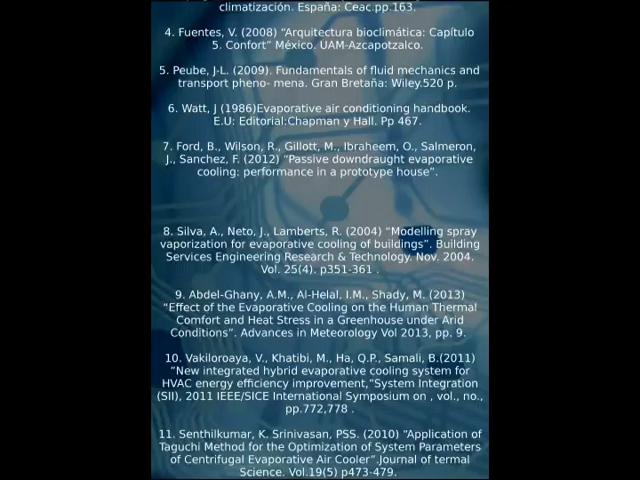 climatización. España: Ceac.pp.163.
4. Fuentes, V. (2008) “Arquitectura bioclimática: Capítulo
5. Confort” México. UAM-Azcapotzalco.
5. Peube, J-L. (2009). Fundamentals of fluid mechanics and
transport pheno- mena. Gran Bretaña: Wiley.520 p.
6. Watt, J (1986)Evaporative air conditioning handbook.
E.U: Editorial:Chapman y Hall. Pp 467.
7. Ford, B., Wilson, R., Gillott, M., Ibraheem, O., Salmeron,
J., Sanchez, F. (2012) “Passive downdraught evaporative
cooling: performance in a prototype house”.
8. Silva, A., Neto, J., Lamberts, R. (2004) “Modelling spray
vaporization for evaporative cooling of buildings”. Building
Services Engineering Research & Technology. Nov. 2004.
Vol. 25(4). p351-361 .
9. Abdel-Ghany, A.M., Al-Helal, I.M., Shady, M. (2013)
“Effect of the Evaporative Cooling on the Human Thermal
Comfort and Heat Stress in a Greenhouse under Arid
Conditions”. Advances in Meteorology Vol 2013, pp. 9.
10. Vakiloroaya, V., Khatibi, M., Ha, Q.P., Samali, B.(2011)
“New integrated hybrid evaporative cooling system for
HVAC energy efficiency improvement,”System Integration
(SII), 2011 IEEE/SICE International Symposium on , vol., no.,
pp.772,778 .
11. Senthilkumar, K. Srinivasan, PSS. (2010) “Application of
Taguchi Method for the Optimization of System Parameters
of Centrifugal Evaporative Air Cooler”.Journal of termal
Science. Vol.19(5) p473-479.